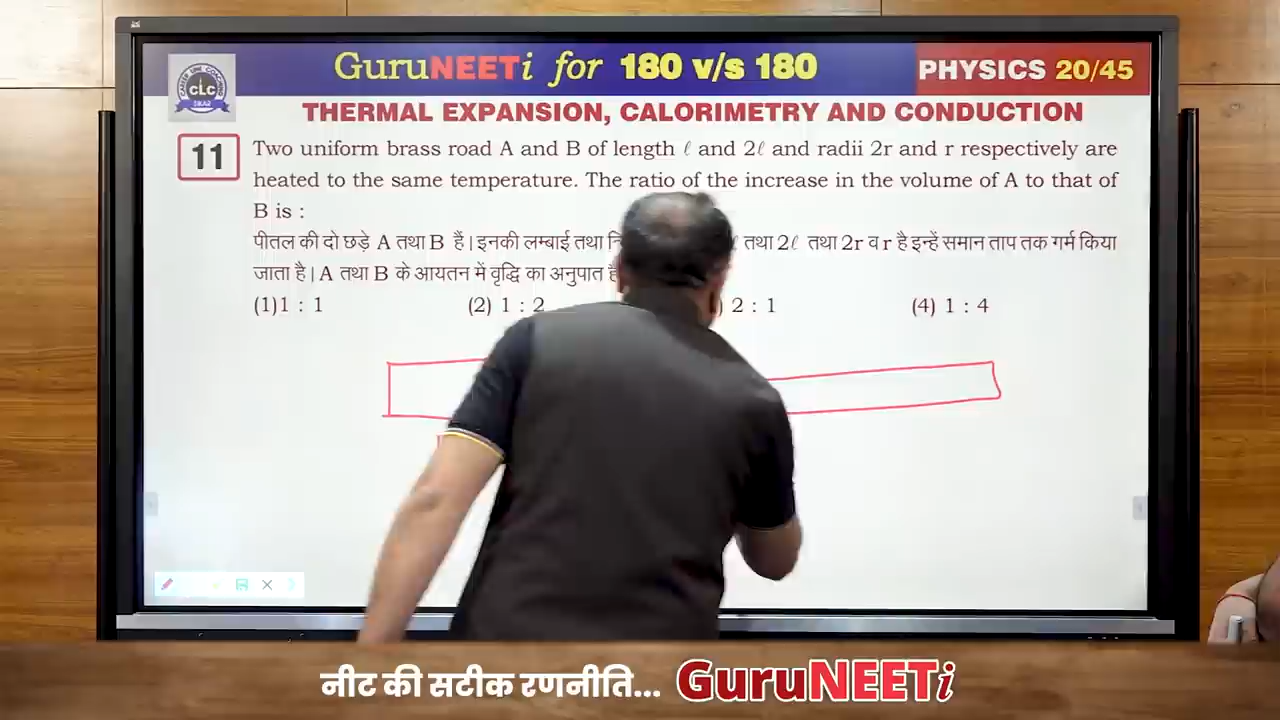 GuruNEETi for 180 v/s 180
PHYSICS 20/45
CLC
SIKAR
THERMAL EXPANSION, CALORIMETRY AND CONDUCTION
11
Two uniform brass road A and B of length ℓ and 2ℓ and radii 2r and r respectively are
heated to the same temperature. The ratio of the increase in the volume of A to that of
B is :
पीतल की दो छड़े A तथा B हैं। इनकी लम्बाई तथा तथा 2ℓ तथा 2r व r है इन्हें समान ताप तक गर्म किया
जाता है। A तथा B के आयतन में वृद्धि का अनुपात
(1)1 : 1 (2) 1 : 2 ) 2 : 1 (4) 1 : 4
नीट की सटीक रणनीति... GuruNEETi